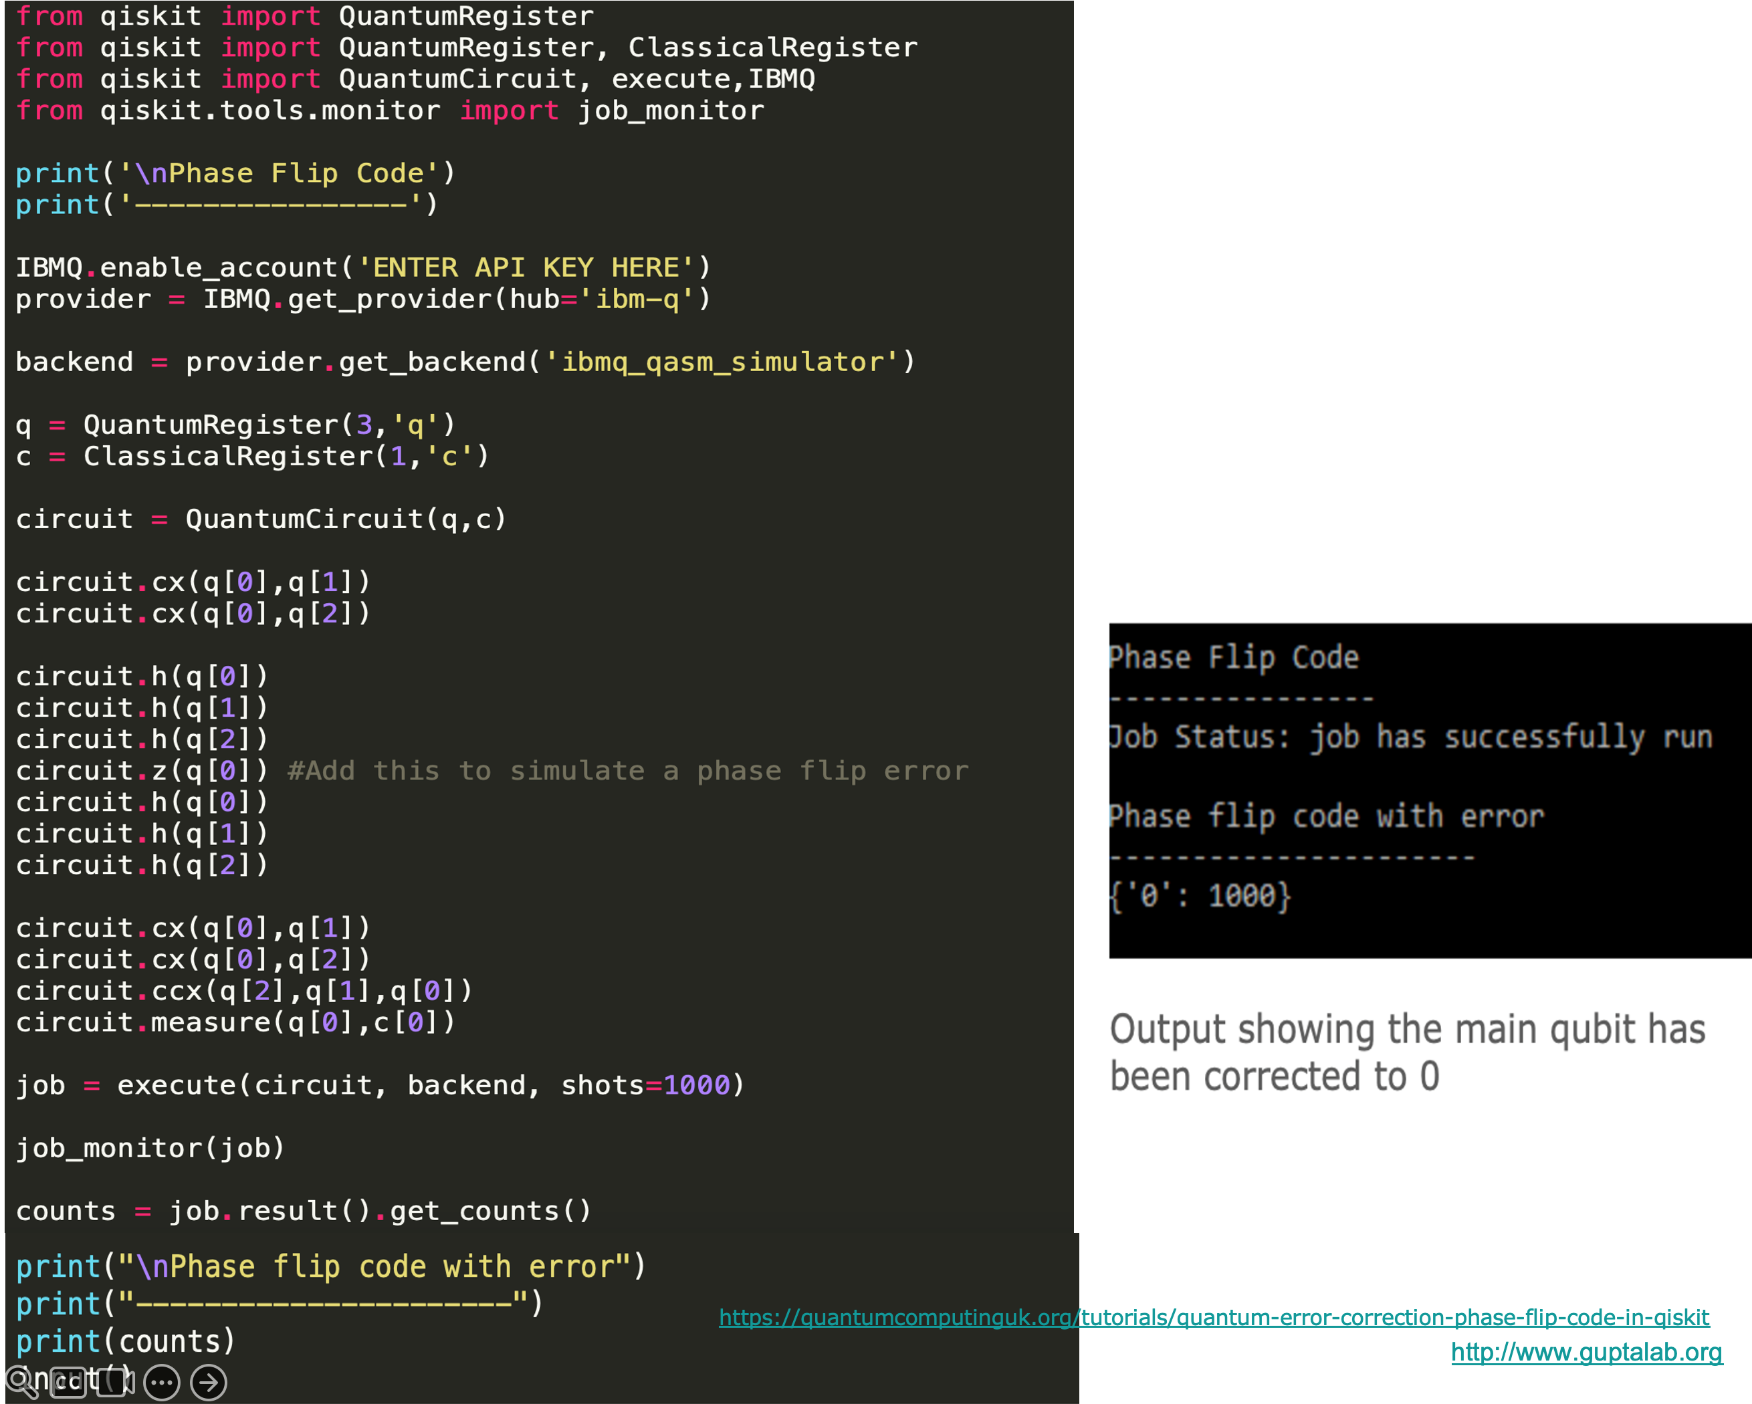 from qiskit import QuantumRegister
from qiskit import QuantumRegister, ClassicalRegister
from qiskit import QuantumCircuit, execute,IBMQ
from qiskit.tools.monitor import job_monitor

print('\nPhase Flip Code')
print('----------------')

IBMQ.enable_account('ENTER API KEY HERE')
provider = IBMQ.get_provider(hub='ibm-q')

backend = provider.get_backend('ibmq_qasm_simulator')

q = QuantumRegister(3,'q')
c = ClassicalRegister(1,'c')

circuit = QuantumCircuit(q,c)

circuit.cx(q[0],q[1])
circuit.cx(q[0],q[2])

circuit.h(q[0])
circuit.h(q[1])
circuit.h(q[2])
circuit.z(q[0]) #Add this to simulate a phase flip error
circuit.h(q[0])
circuit.h(q[1])
circuit.h(q[2])

circuit.cx(q[0],q[1])
circuit.cx(q[0],q[2])
circuit.ccx(q[2],q[1],q[0])
circuit.measure(q[0],c[0])

job = execute(circuit, backend, shots=1000)

job_monitor(job)

counts = job.result().get_counts()
print("\nPhase flip code with error")
print("----------------------")
print(counts)
input()
cc
Phase Flip Code
----------------
Job Status: job has successfully run

Phase flip code with error
----------------------
{'0': 1000}
Output showing the main qubit has
been corrected to 0
https://quantumcomputinguk.org/tutorials/quantum-error-correction-phase-flip-code-in-qiskit
http://www.guptalab.org